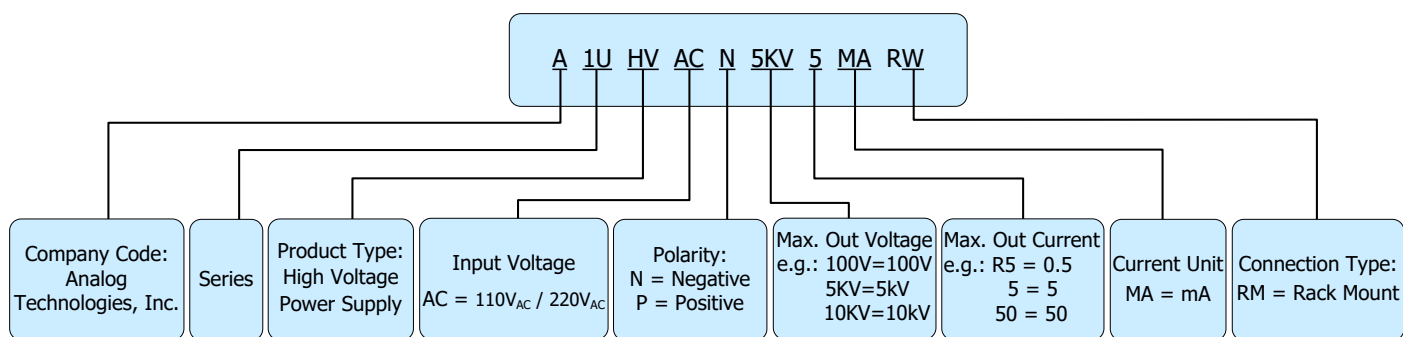 A 1U HV AC N 5KV 5 MA RW
Company Code:
Analog
Technologies, Inc.
Series
Product Type:
High Voltage
Power Supply
Input Voltage
AC = 110VAC / 220VAC
Polarity:
N = Negative
P = Positive
Max. Out Voltage
e.g.: 100V=100V
5KV=5kV
10KV=10kV
Max. Out Current
e.g.: R5 = 0.5
5 = 5
50 = 50
Current Unit
MA = mA
Connection Type:
RM = Rack Mount